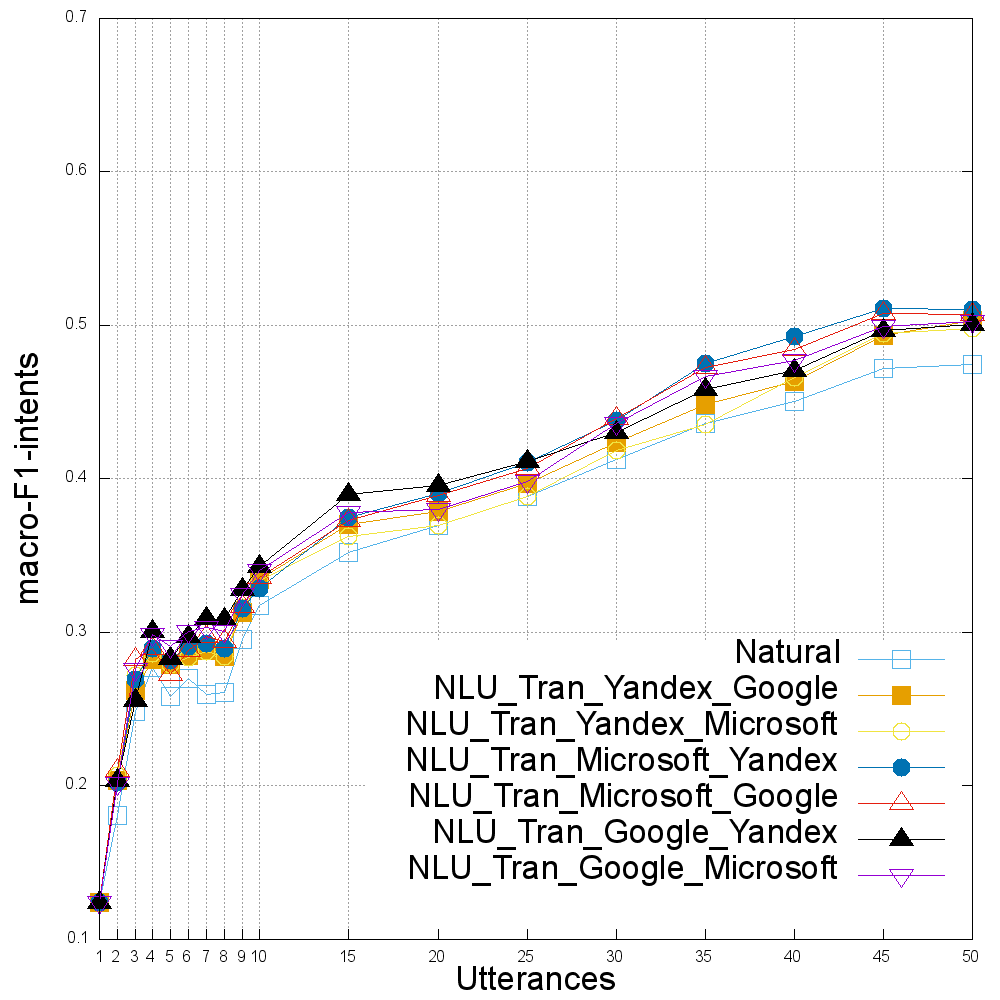 0.7
0.6
0.5
0.4
0.3
0.2
0.1
macro-F1-intents
Natural
NLU_Tran_Yandex_Google
NLU_Tran_Yandex_Microsoft
NLU_Tran_Microsoft_Yandex
NLU_Tran_Microsoft_Google
NLU_Tran_Google_Yandex
NLU_Tran_Google_Microsoft
1 2 3 4 5 6 7 8 9 10 15 20 25 30 35 40 45 50
Utterances